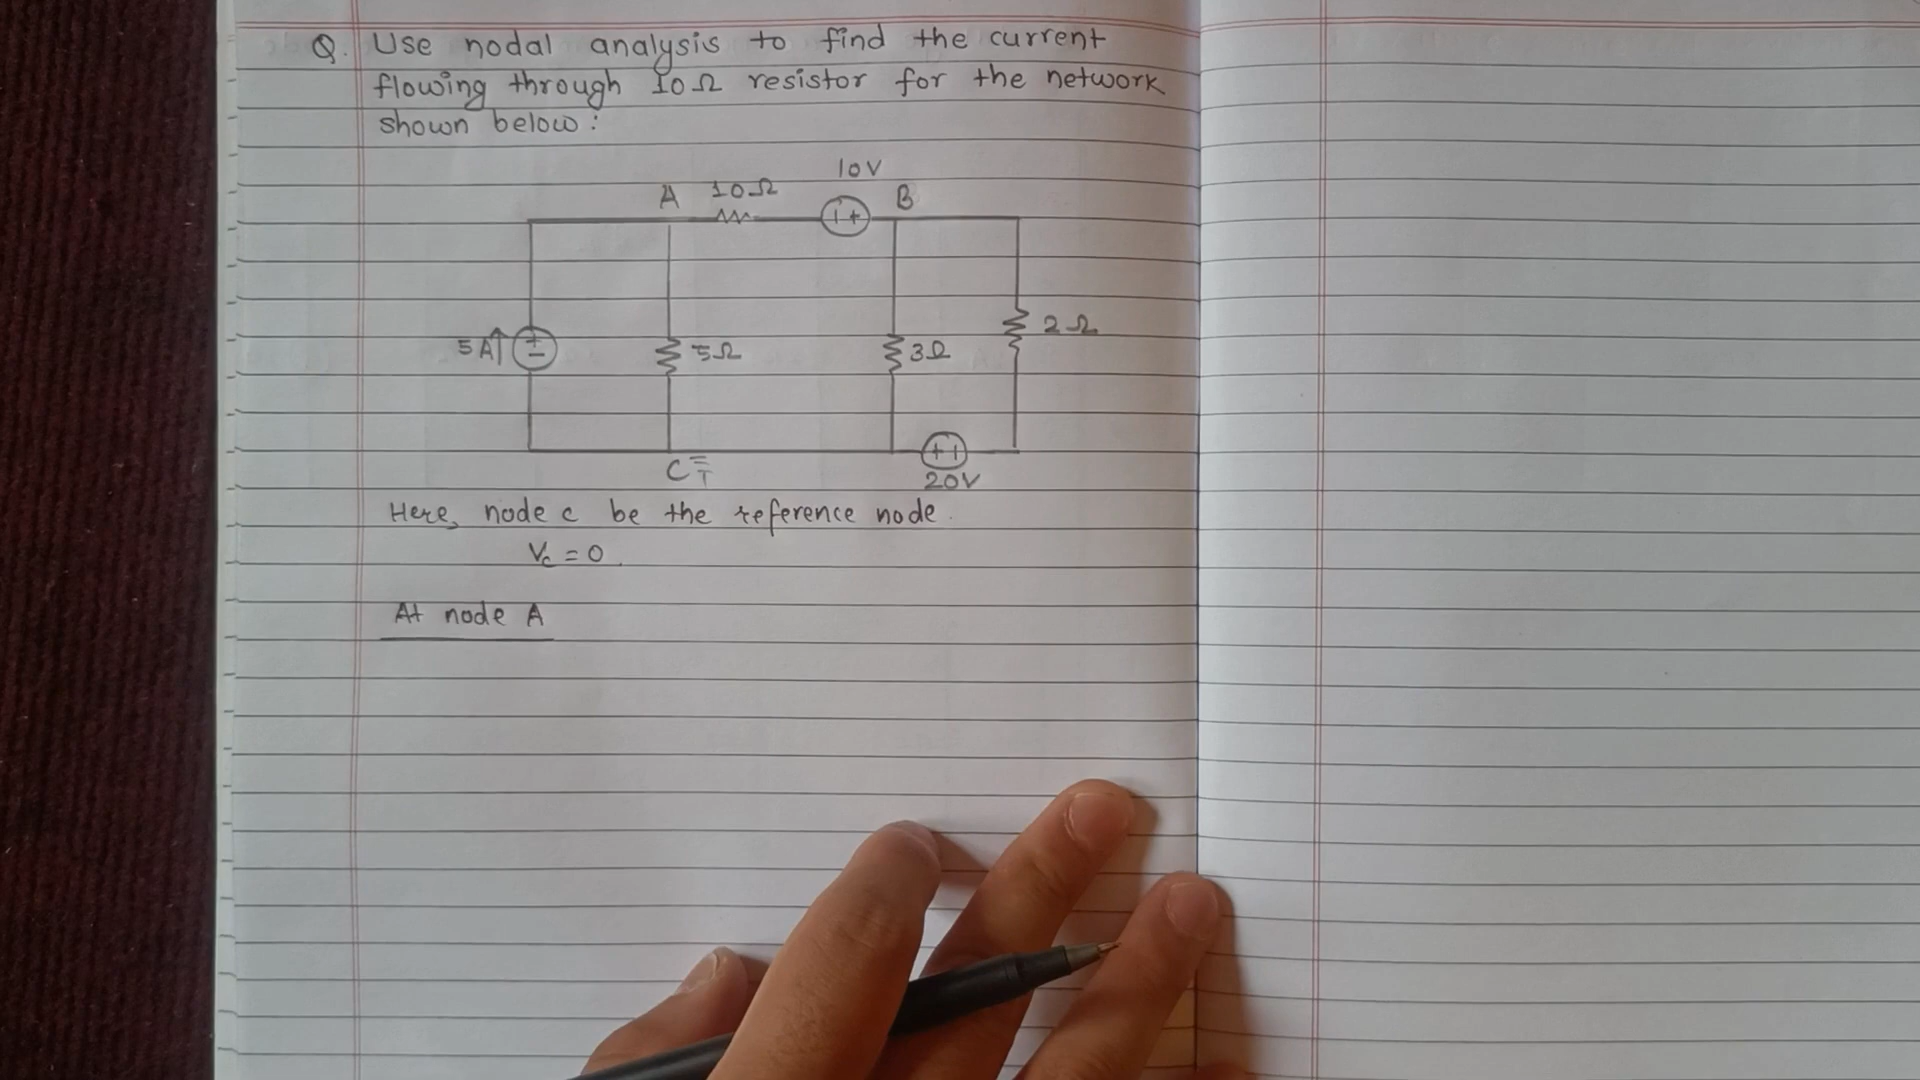 Q. Use nodal analysis to find the current
flowing through 10Ω resistor for the network
shown below:
10V
A 10Ω B
- +
5A↑ + -
5Ω
3Ω
2Ω
C
+ -
20V
Here, node c be the reference node.
Vc = 0.
At node A